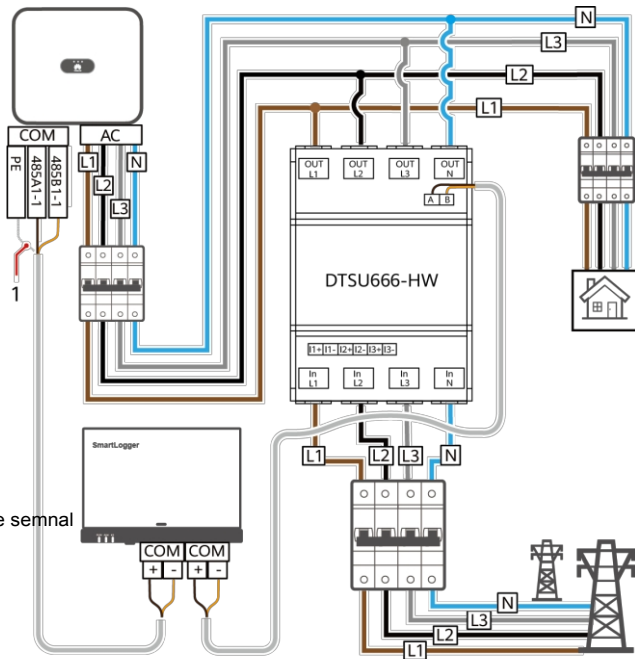 N
L3
L2
L1
COM
AC
PE
485A1-1
485B1-1
L1
L2
L3
N
1
OUT L1
OUT L2
OUT L3
OUT N
A B
DTSU666-HW
I1+ I1- I2+ I2- I3+ I3-
In L1
In L2
In L3
In N
L1
L2
L3
N
SmartLogger
e semnal
COM
COM
+ -
+ -
N
L3
L2
L1